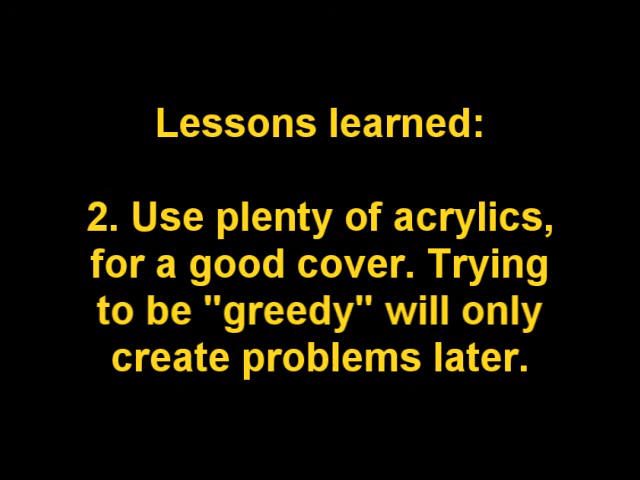 Lessons learned:
2. Use plenty of acrylics,
for a good cover. Trying
to be "greedy" will only
create problems later.